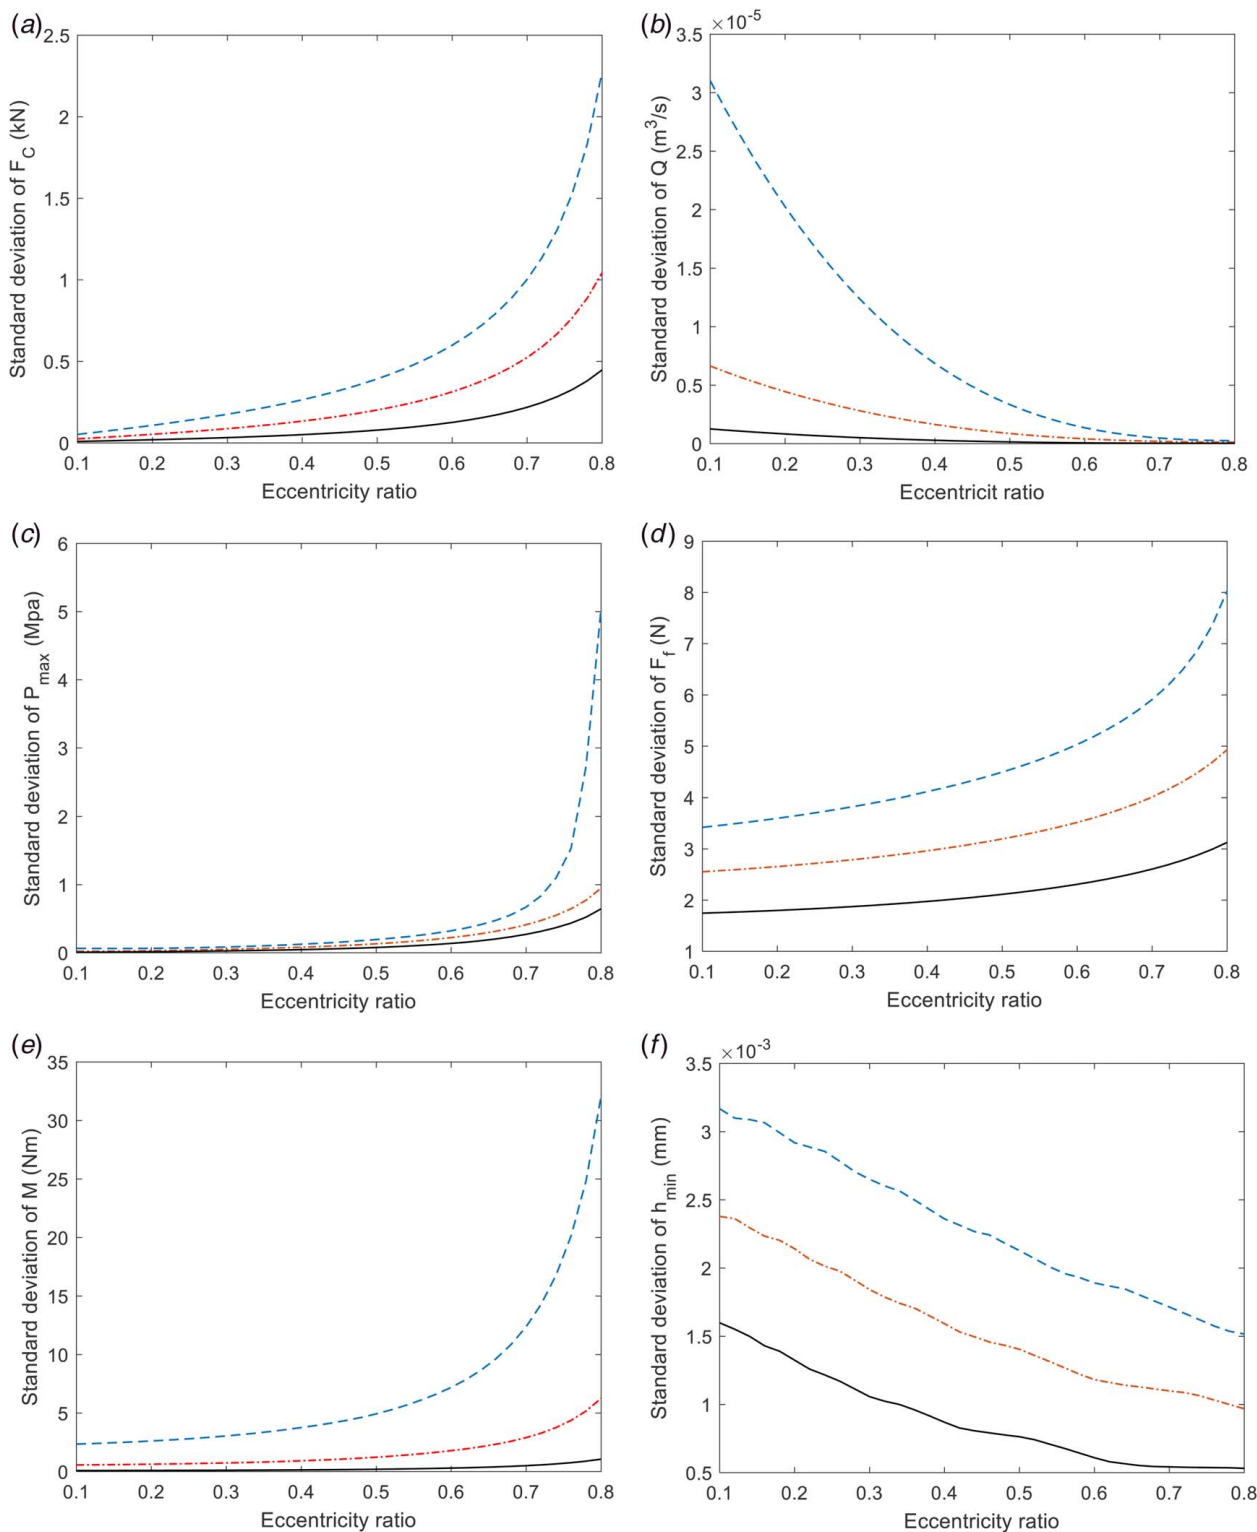 (a)
2.5
2
1.5
1
0.5
0
Standard deviation of F_C (kN)
0.1 0.2 0.3 0.4 0.5 0.6 0.7 0.8
Eccentricity ratio
(b)
×10^-5
3.5
3
2.5
2
1.5
1
0.5
0
Standard deviation of Q (m^3/s)
0.1 0.2 0.3 0.4 0.5 0.6 0.7 0.8
Eccentricit ratio
(c)
6
5
4
3
2
1
0
Standard deviation of P_max (Mpa)
0.1 0.2 0.3 0.4 0.5 0.6 0.7 0.8
Eccentricity ratio
(d)
9
8
7
6
5
4
3
2
1
Standard deviation of F_f (N)
0.1 0.2 0.3 0.4 0.5 0.6 0.7 0.8
Eccentricity ratio
(e)
35
30
25
20
15
10
5
0
Standard deviation of M (Nm)
0.1 0.2 0.3 0.4 0.5 0.6 0.7 0.8
Eccentricity ratio
(f)
×10^-3
3.5
3
2.5
2
1.5
1
0.5
Standard deviation of h_min (mm)
0.1 0.2 0.3 0.4 0.5 0.6 0.7 0.8
Eccentricity ratio